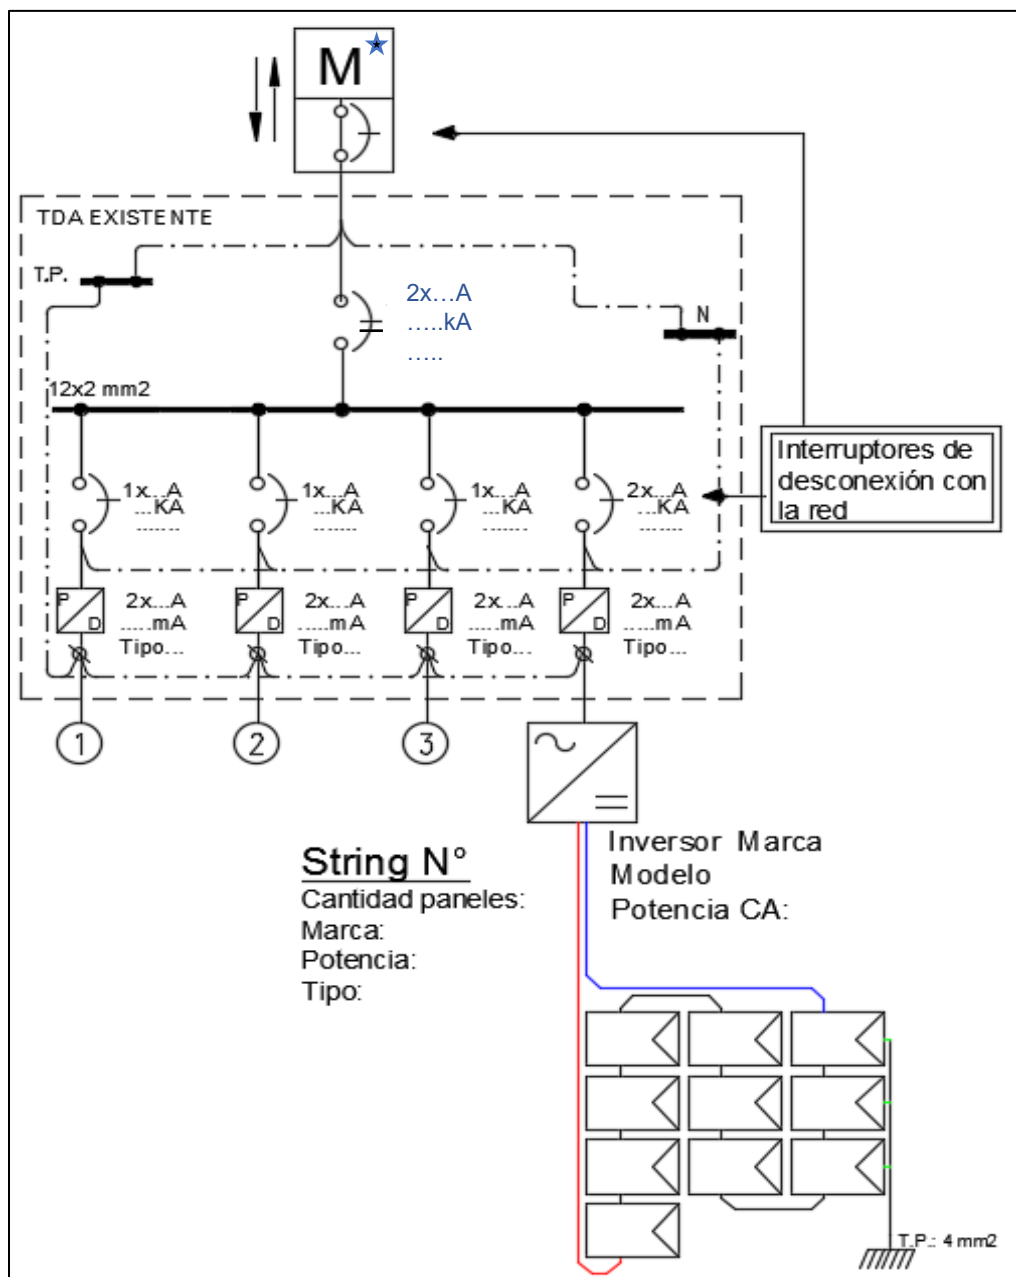 M
TDA EXISTENTE
T.P.
2x...A
.....kA
.....
N
12x2 mm2
Interruptores de
desconexión con
la red
1x...A
...KA
.......
1x...A
...KA
.......
1x...A
...KA
.......
2x...A
...KA
.......
P
D
2x...A
.....mA
Tipo...
P
D
2x...A
.....mA
Tipo...
P
D
2x...A
.....mA
Tipo...
P
D
2x...A
.....mA
Tipo...
1
2
3
Inversor Marca
Modelo
Potencia CA:
String N°
Cantidad paneles:
Marca:
Potencia:
Tipo:
T.P.: 4 mm2